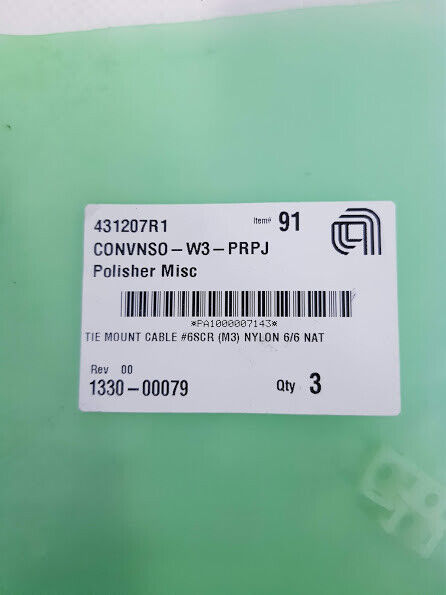 431207R1 Item# 91
CONVNSO-W3-PRPJ
Polisher Misc
*PA1000007143*
TIE MOUNT CABLE #6SCR (M3) NYLON 6/6 NAT
Rev 00
1330-00079 Qty 3